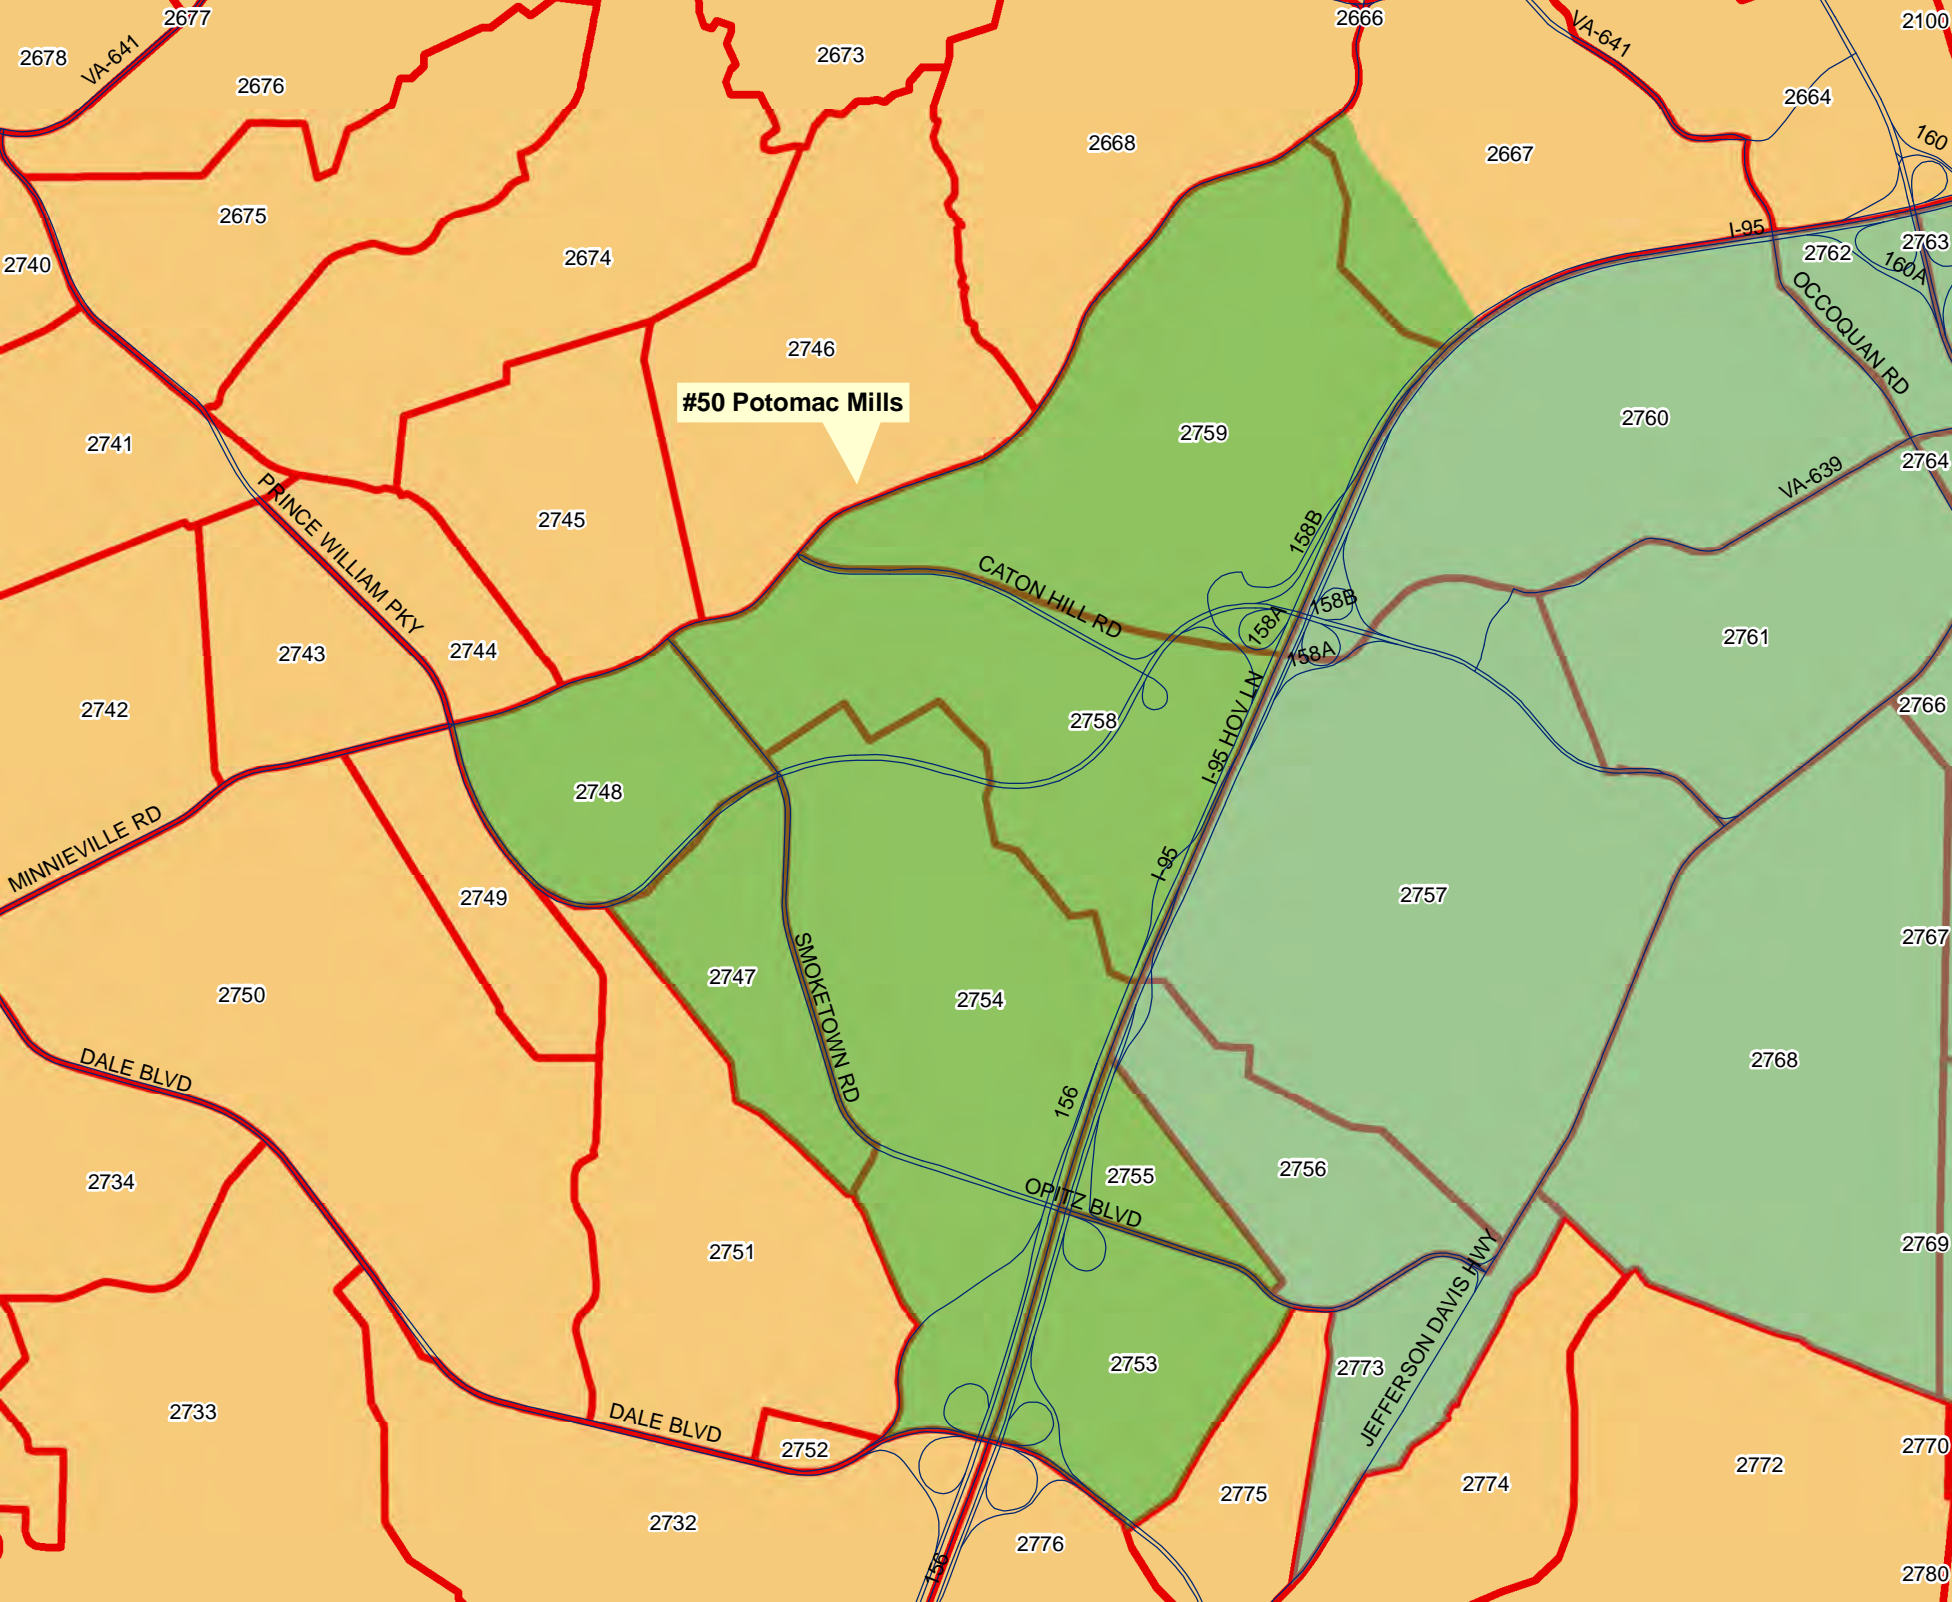 2677
2666
VA-641
2100
2678
VA-641
2673
2676
2664
160
2668
2667
2675
I-95
2763
2762
2674
2740
160A
OCCOQUAN RD
2746
#50 Potomac Mills
2760
2759
2741
2764
VA-639
PRINCE WILLIAM PKY
2745
158B
CATON HILL RD
158B
158A
2761
2743
2744
158A
I-95 HOV LN
2742
2766
2758
2748
MINNIEVILLE RD
I-95
2757
2749
2767
SMOKETOWN RD
2747
2750
2754
DALE BLVD
2768
156
2756
2755
2734
OPITZ BLVD
2769
2751
JEFFERSON DAVIS HWY
2753
2773
2733
DALE BLVD
2770
2752
2772
2774
2775
2732
2776
156
2780